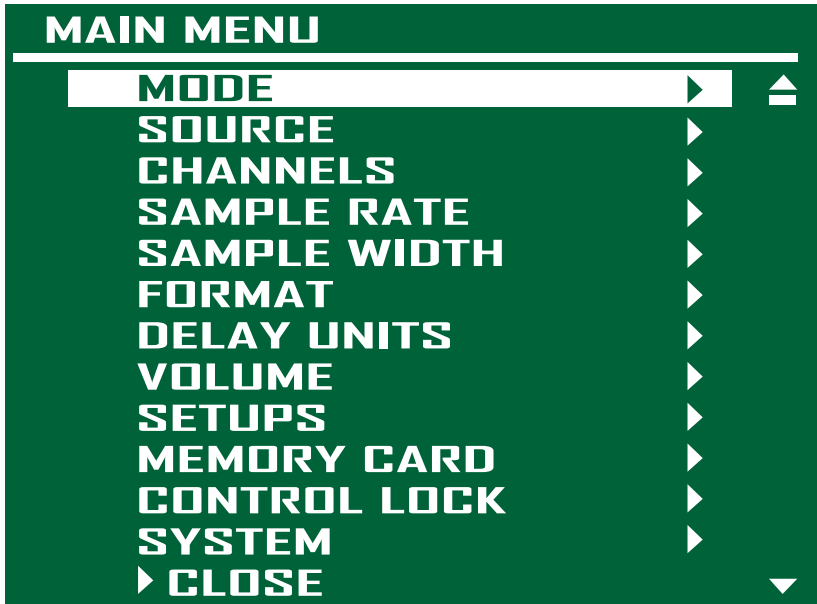 MAIN MENU
MODE
SOURCE
CHANNELS
SAMPLE RATE
SAMPLE WIDTH
FORMAT
DELAY UNITS
VOLUME
SETUPS
MEMORY CARD
CONTROL LOCK
SYSTEM
CLOSE